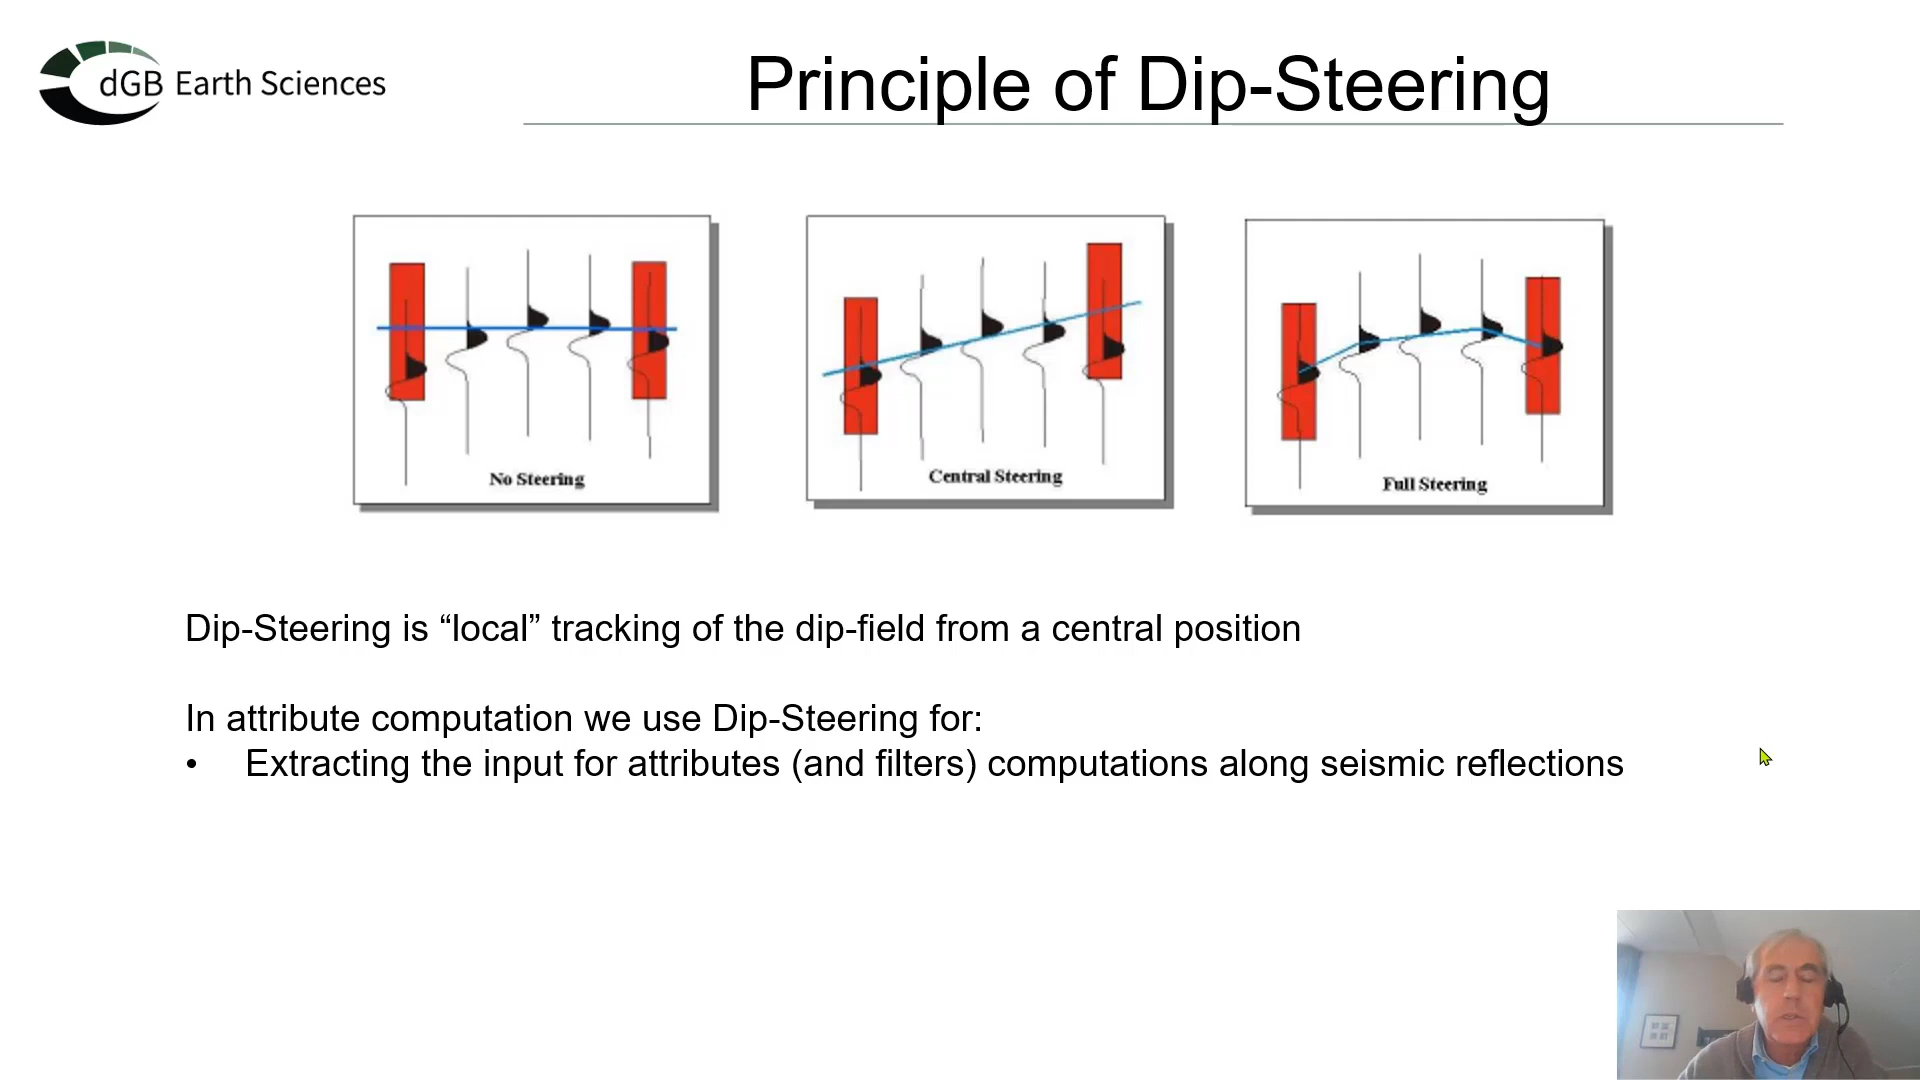 dGB Earth Sciences
Principle of Dip-Steering
No Steering
Central Steering
Full Steering
Dip-Steering is “local” tracking of the dip-field from a central position
In attribute computation we use Dip-Steering for:
• Extracting the input for attributes (and filters) computations along seismic reflections